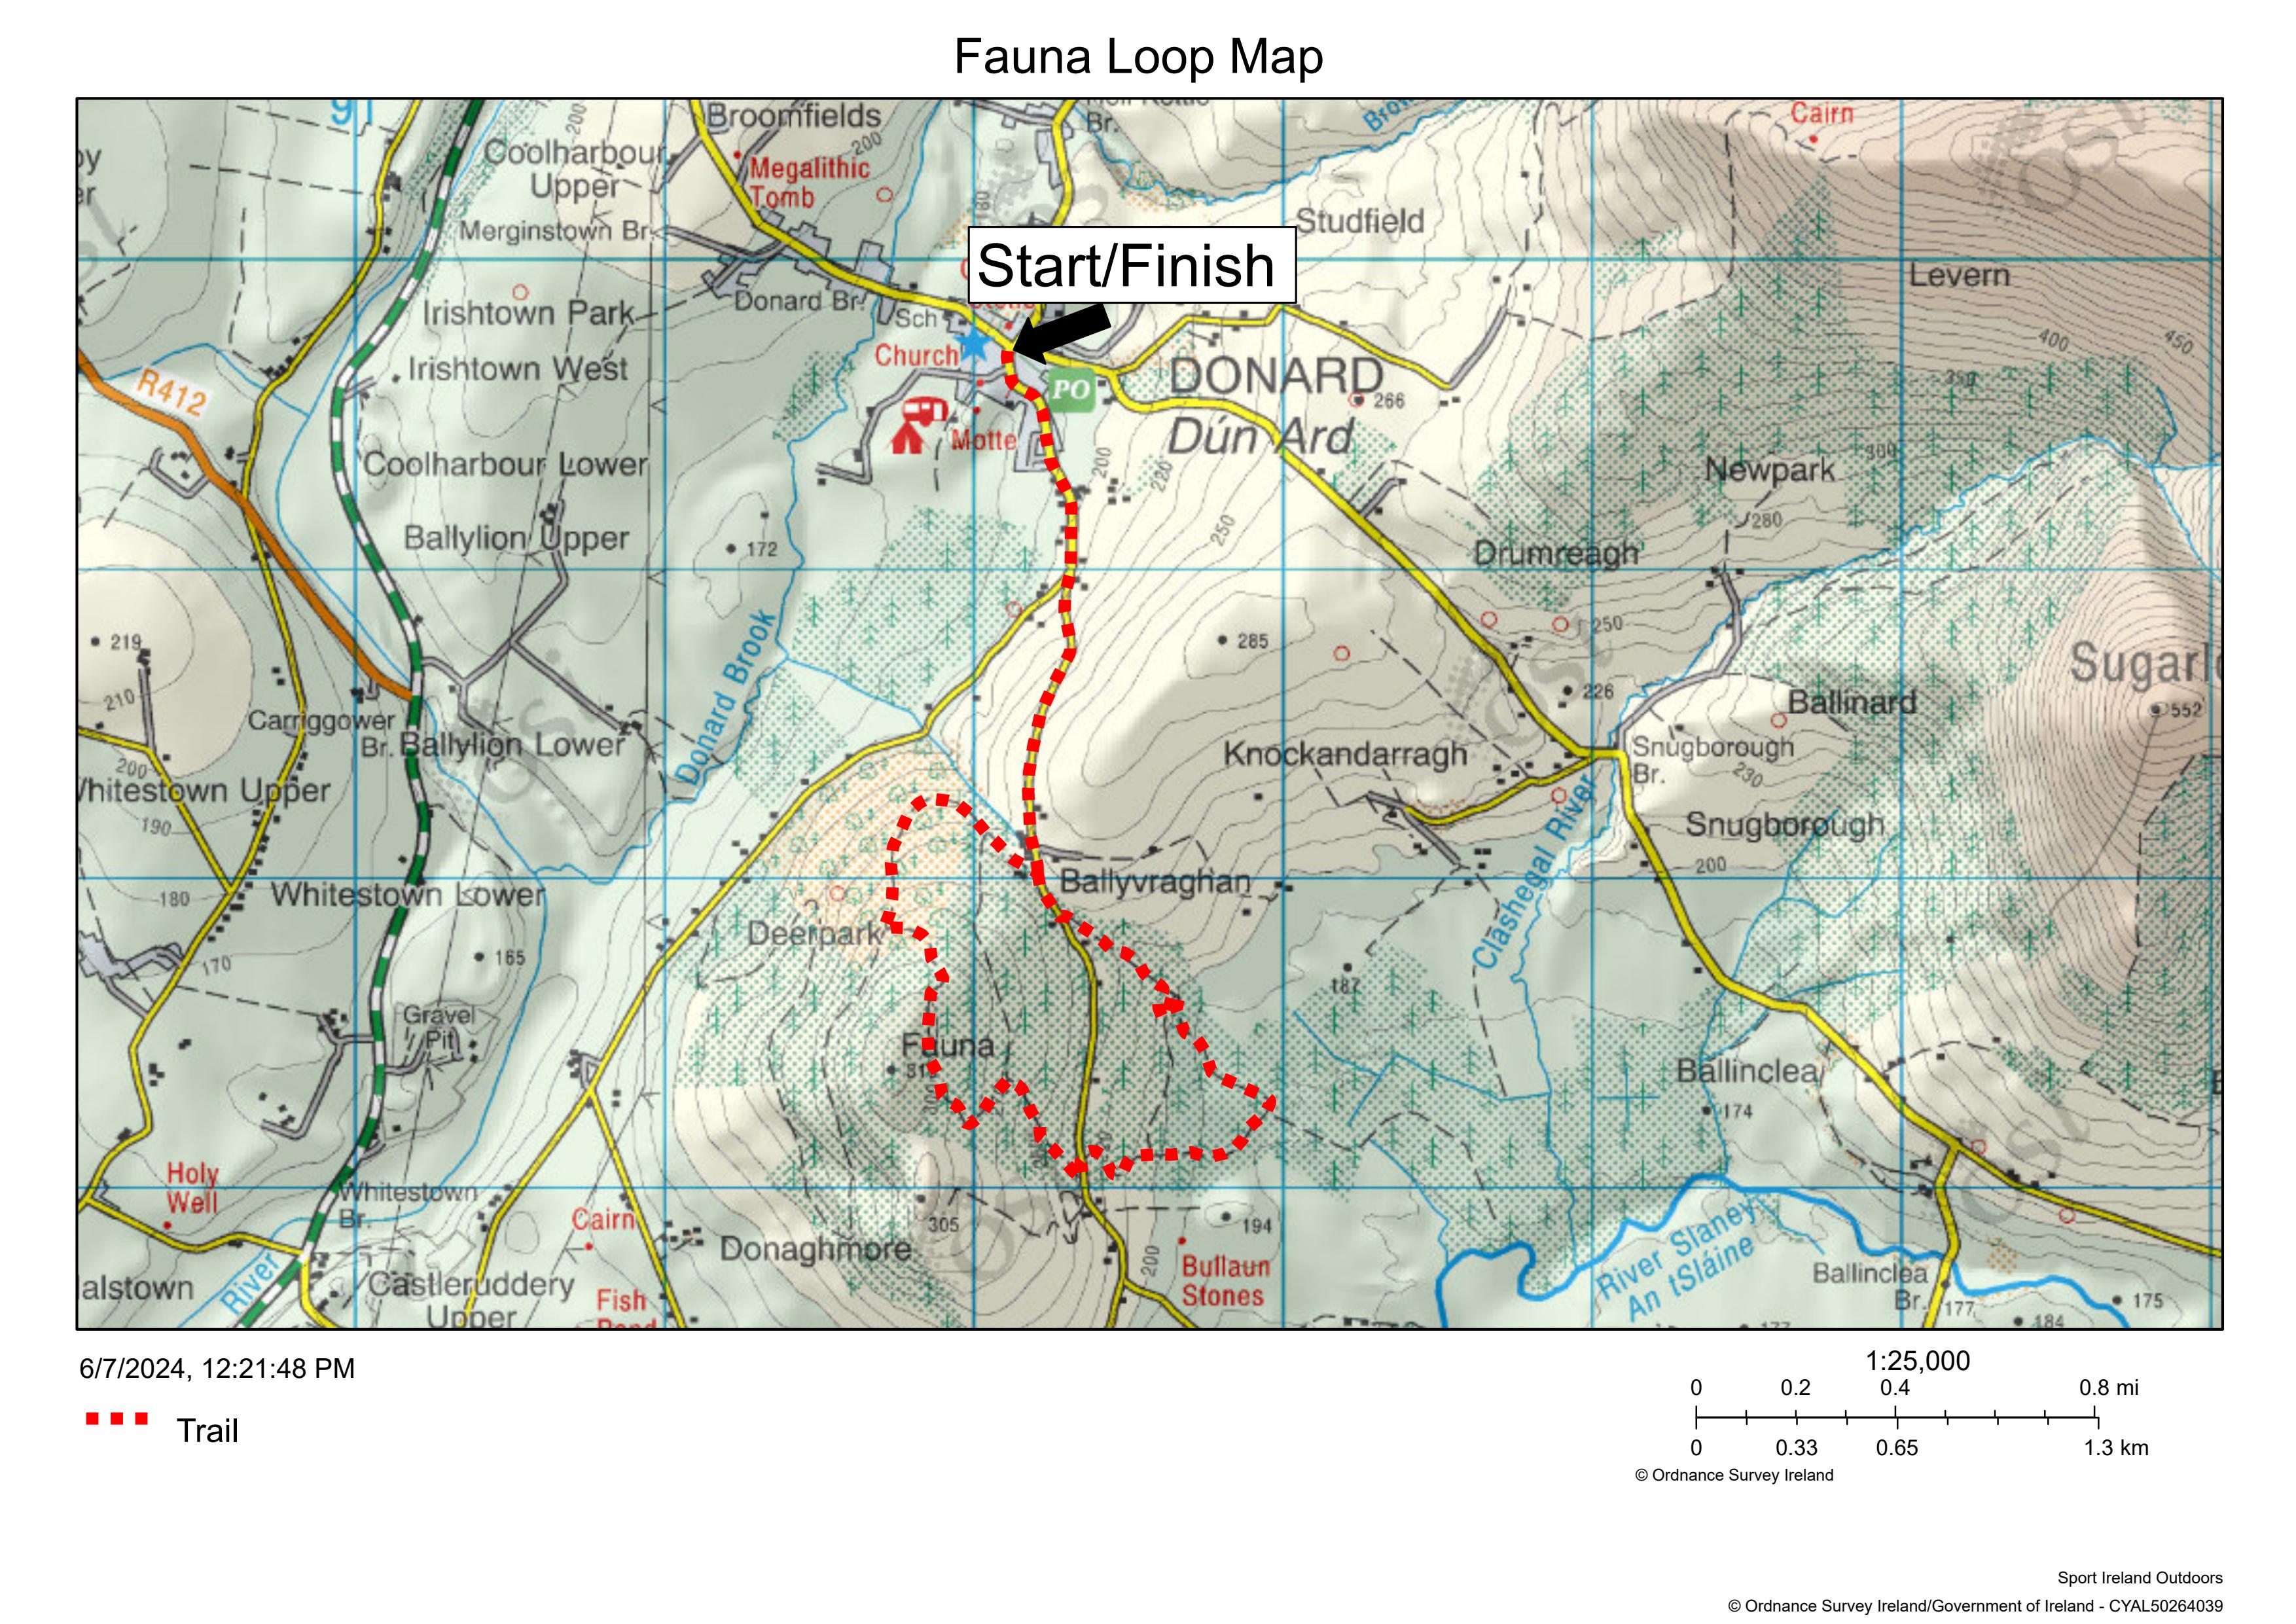 Fauna Loop Map
Broomfields
Br.
Cairn
Coolharbour
Upper
200
200
Megalithic
Tomb
180
Merginstown Br.
Studfield
Start/Finish
Levern
Irishtown Park
Donard Br.
Sch
Church
Irishtown West
R412
PO
DONARD
Dún Ard
266
400
450
350
Motte
Coolharbour Lower
200
220
250
Newpark
300
280
Ballylion Upper
172
Drumreagh
219
210
Donard Brook
285
250
226
Sugarl
552
Carriggower
Br.
Ballylion Lower
Ballinard
Knockandarragh
Snugborough
Br.
230
200
Whitestown Upper
190
Snugborough
200
180
Whitestown Lower
Ballyvraghan
Clashegal River
Deerpark
170
165
187
Gravel
Pit
Fauna
Ballinclea
174
Holy
Well
Whitestown
Br.
Cairn
305
194
Donaghmore
200
Bullaun
Stones
River Slaney
An tSláine
Ballinclea
Br.
177
175
184
alstown
River
Castleruddery
Upper
Fish
OSi
6/7/2024, 12:21:48 PM
Trail
1:25,000
0 0.2 0.4 0.8 mi
0 0.33 0.65 1.3 km
© Ordnance Survey Ireland
Sport Ireland Outdoors
© Ordnance Survey Ireland/Government of Ireland - CYAL50264039